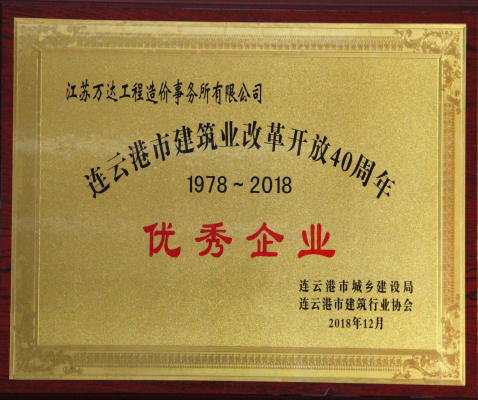 江苏万达工程造价事务所有限公司
连云港市建筑业改革开放40周年
1978~2018
优秀企业
连云港市城乡建设局
连云港市建筑行业协会
2018年12月